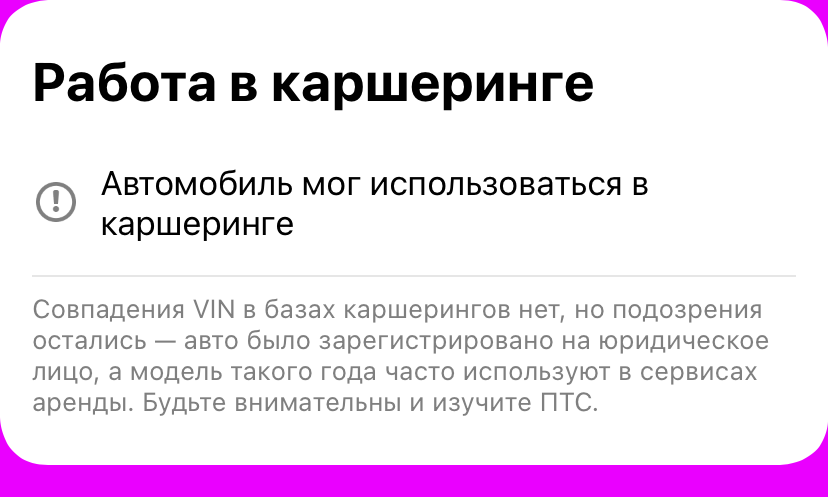 Работа в каршеринге
Автомобиль мог использоваться в
каршеринге
Совпадения VIN в базах каршерингов нет, но подозрения
остались — авто было зарегистрировано на юридическое
лицо, а модель такого года часто используют в сервисах
аренды. Будьте внимательны и изучите ПТС.